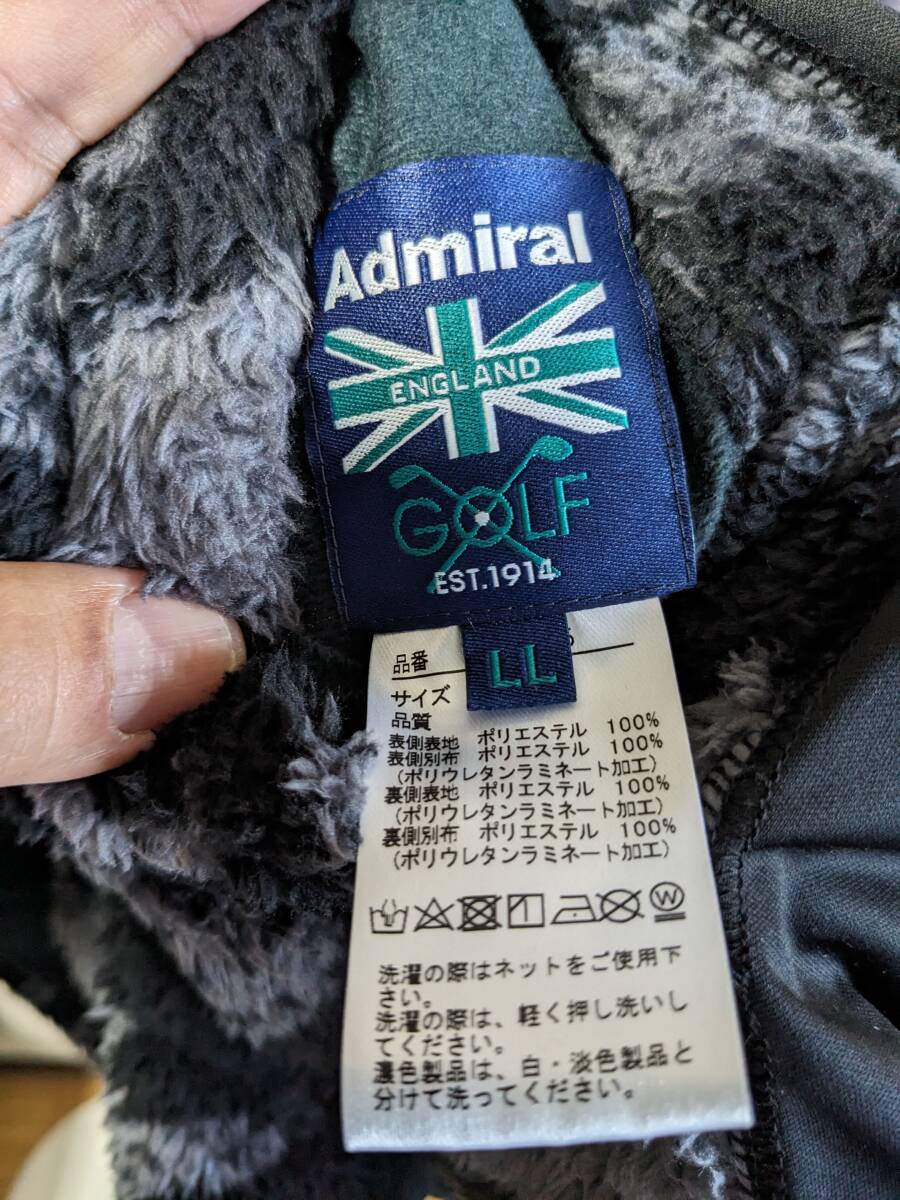 Admiral
ENGLAND
GOLF
EST.1914
LL
品番
サイズ
品質
表側表地 ポリエステル 100%
表側別布 ポリエステル 100%
(ポリウレタンラミネート加工)
裏側表地 ポリエステル 100%
(ポリウレタンラミネート加工)
裏側別布 ポリエステル 100%
(ポリウレタンラミネート加工)
W
洗濯の際はネットをご使用下
さい。
洗濯の際は、軽く押し洗いし
てください。
濃色製品は、白・淡色製品と
分けて洗ってください。